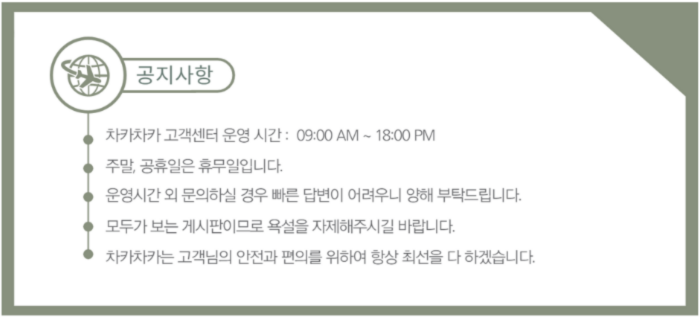 공지사항
차카차카 고객센터 운영 시간 : 09:00 AM ~ 18:00 PM
주말, 공휴일은 휴무일입니다.
운영시간 외 문의하실 경우 빠른 답변이 어려우니 양해 부탁드립니다.
모두가 보는 게시판이므로 욕설을 자제해주시길 바랍니다.
차카차카는 고객님의 안전과 편의를 위하여 항상 최선을 다 하겠습니다.